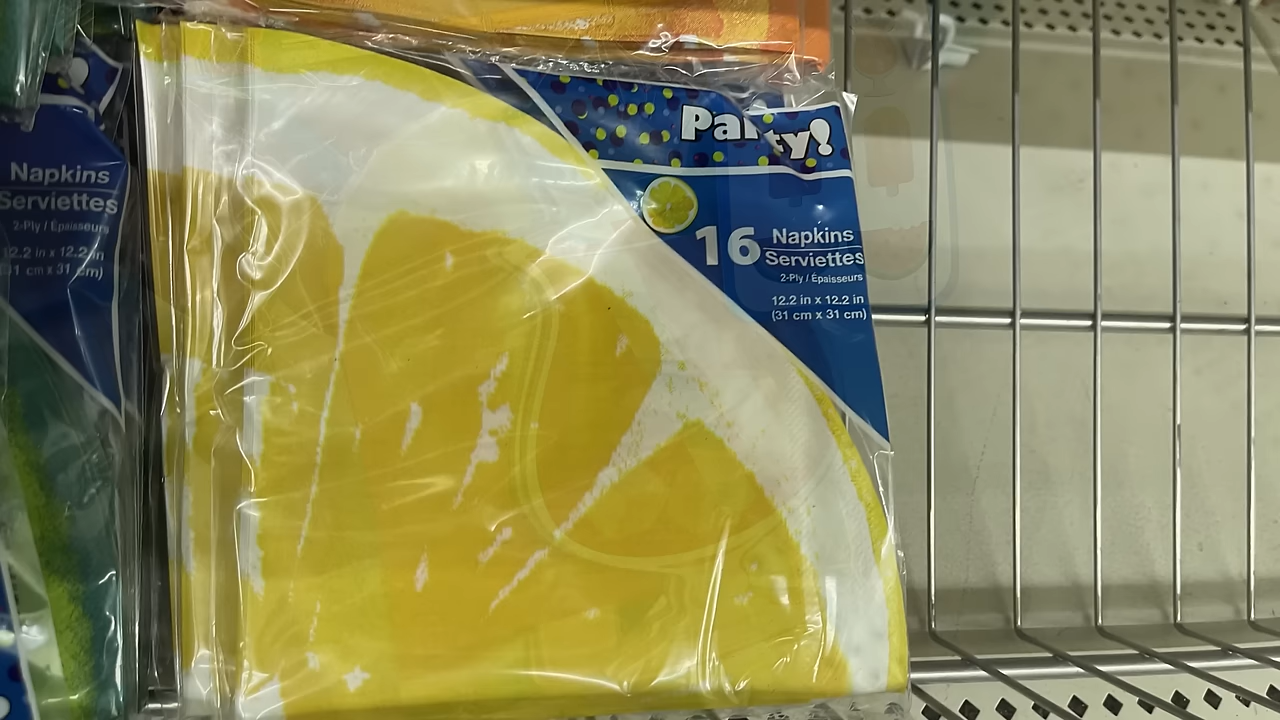 Party!
16 Napkins
Serviettes
2-Ply / Épaisseurs
12.2 in x 12.2 in
(31 cm x 31 cm)
Napkins
Serviettes
2-Ply / Épaisseurs
12.2 in x 12.2 in
(31 cm x 31 cm)